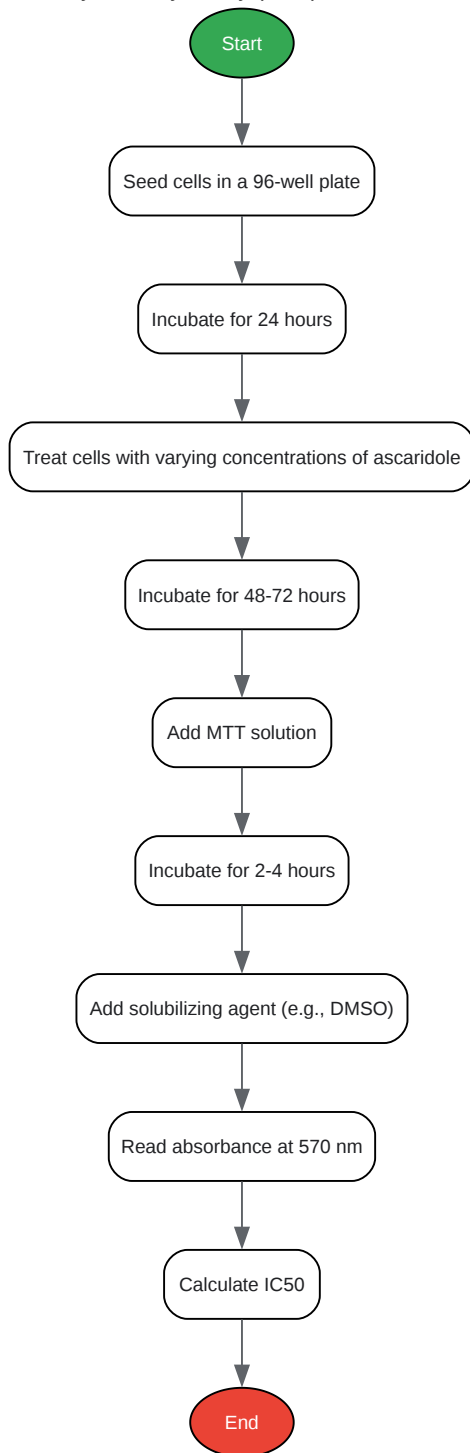 Start
Seed cells in a 96-well plate
Incubate for 24 hours
Treat cells with varying concentrations of ascaridole
Incubate for 48-72 hours
Add MTT solution
Incubate for 2-4 hours
Add solubilizing agent (e.g., DMSO)
Read absorbance at 570 nm
Calculate IC50
End